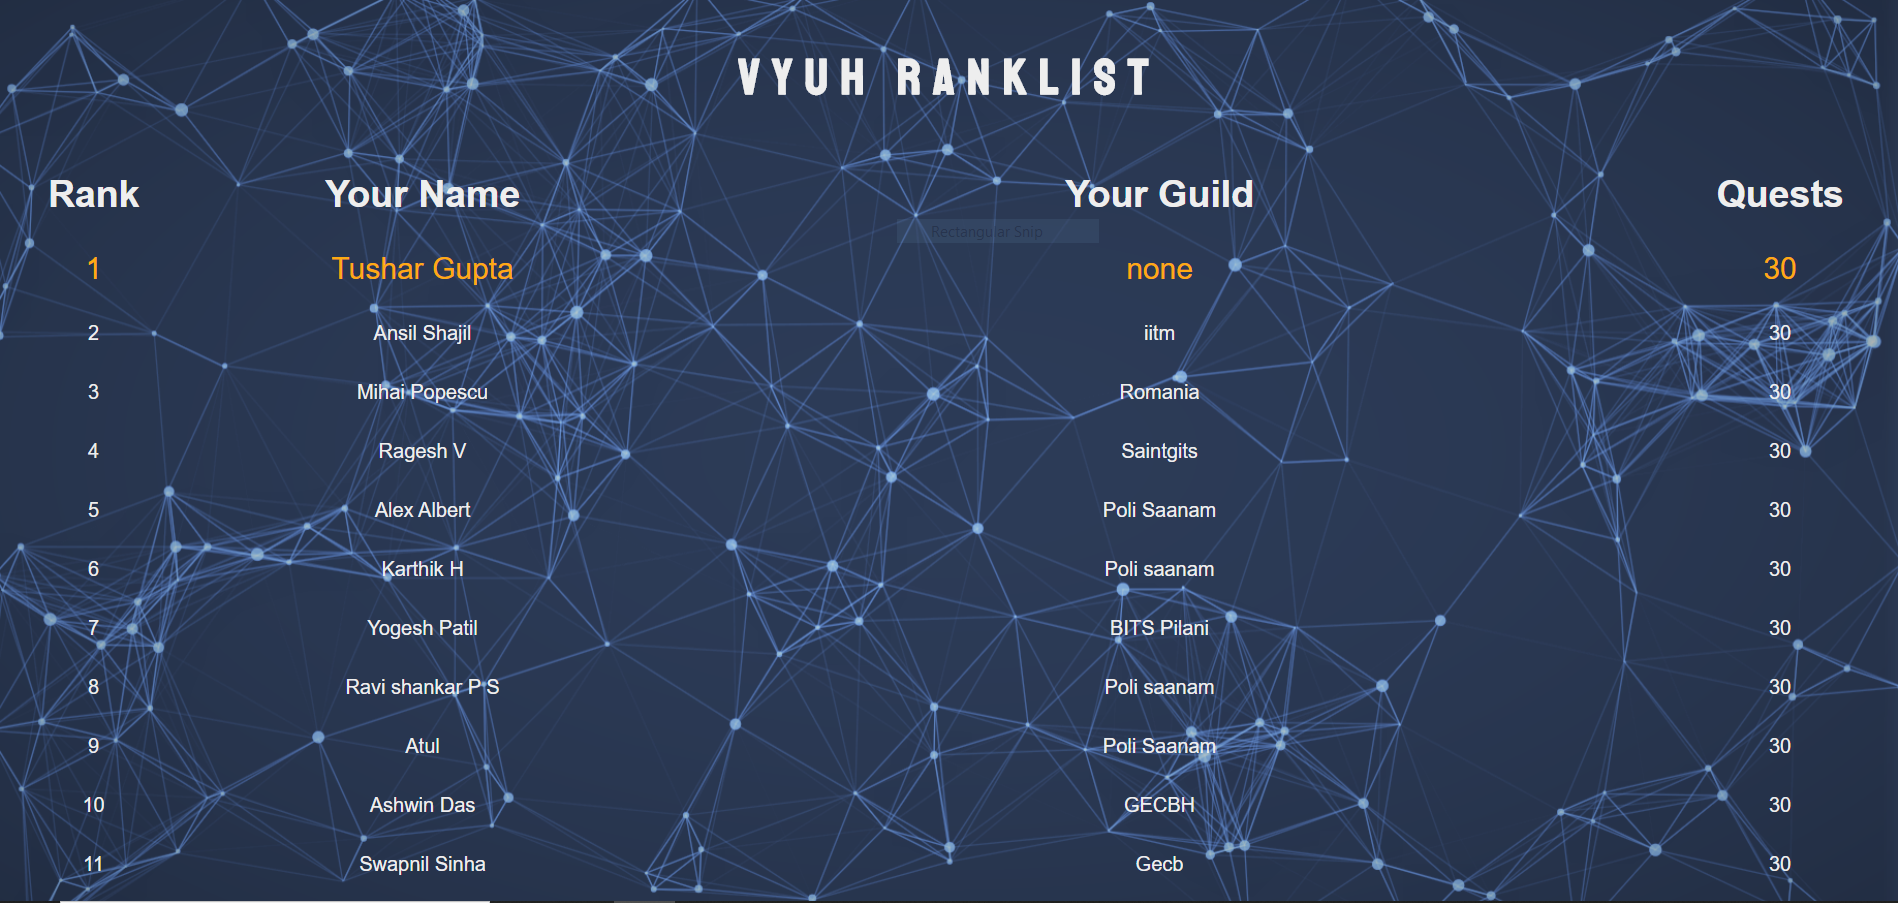 VYUH RANKLIST
Rank Your Name Your Guild Quests
Rectangular Snip
1 Tushar Gupta none 30
2 Ansil Shajil iitm 30
3 Mihai Popescu Romania 30
4 Ragesh V Saintgits 30
5 Alex Albert Poli Saanam 30
6 Karthik H Poli saanam 30
7 Yogesh Patil BITS Pilani 30
8 Ravi shankar P S Poli saanam 30
9 Atul Poli Saanam 30
10 Ashwin Das GECBH 30
11 Swapnil Sinha Gecb 30